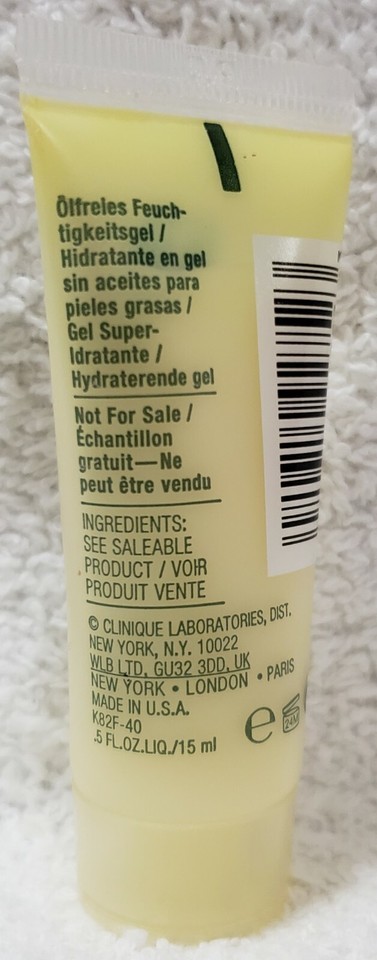 Ölfreies Feuch-
tigkeitsgel /
Hidratante en gel
sin aceites para
pieles grasas /
Gel Super-
Idratante /
Hydraterende gel
Not For Sale /
Échantillon
gratuit—Ne
peut être vendu
INGREDIENTS:
SEE SALEABLE
PRODUCT / VOIR
PRODUIT VENTE
© CLINIQUE LABORATORIES, DIST.
NEW YORK, N.Y. 10022
WLB LTD, GU32 3DD, UK
NEW YORK • LONDON • PARIS
MADE IN U.S.A.
K82F-40
.5 FL.OZ.LIQ./15 ml
e 24M